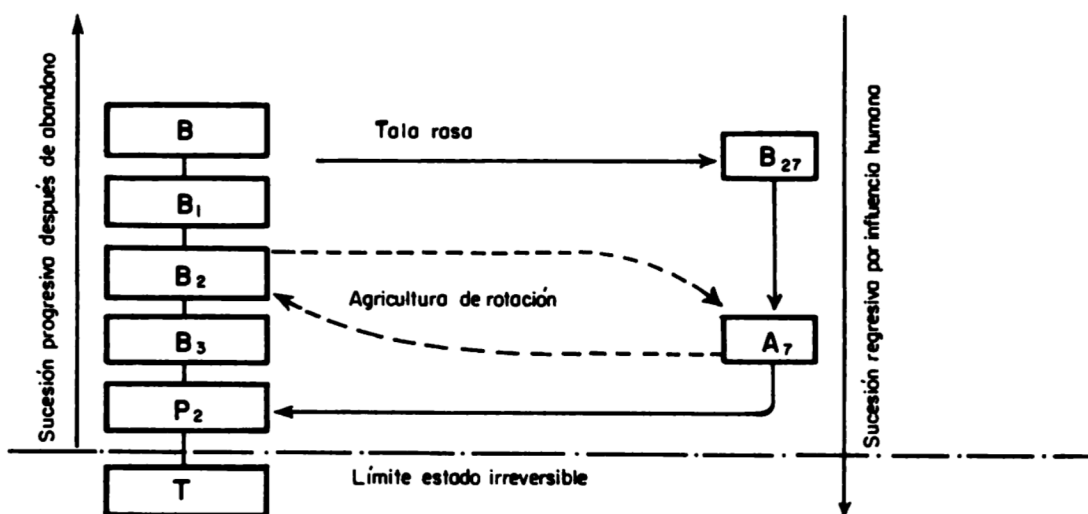 Sucesión progresiva después de abandono
B
B₁
B₂
B₃
P₂
T
Tala rasa
B₂₇
Agricultura de rotación
A₇
Límite estado irreversible
Sucesión regresiva por influencia humana